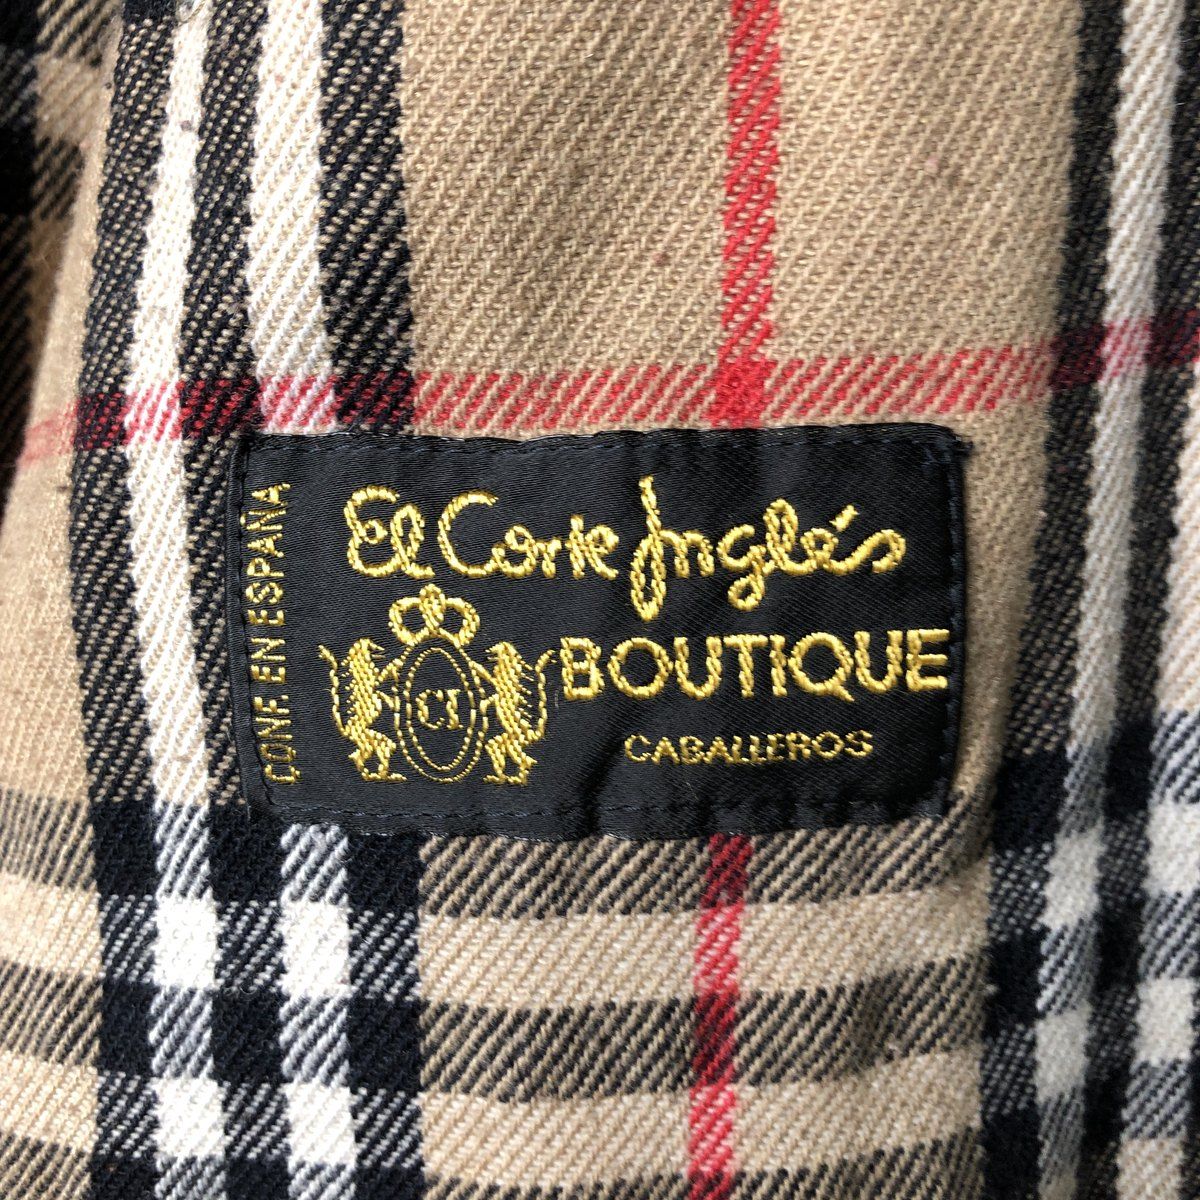 CONF. EN ESPAÑA
El Corte Inglés
CI
BOUTIQUE
CABALLEROS